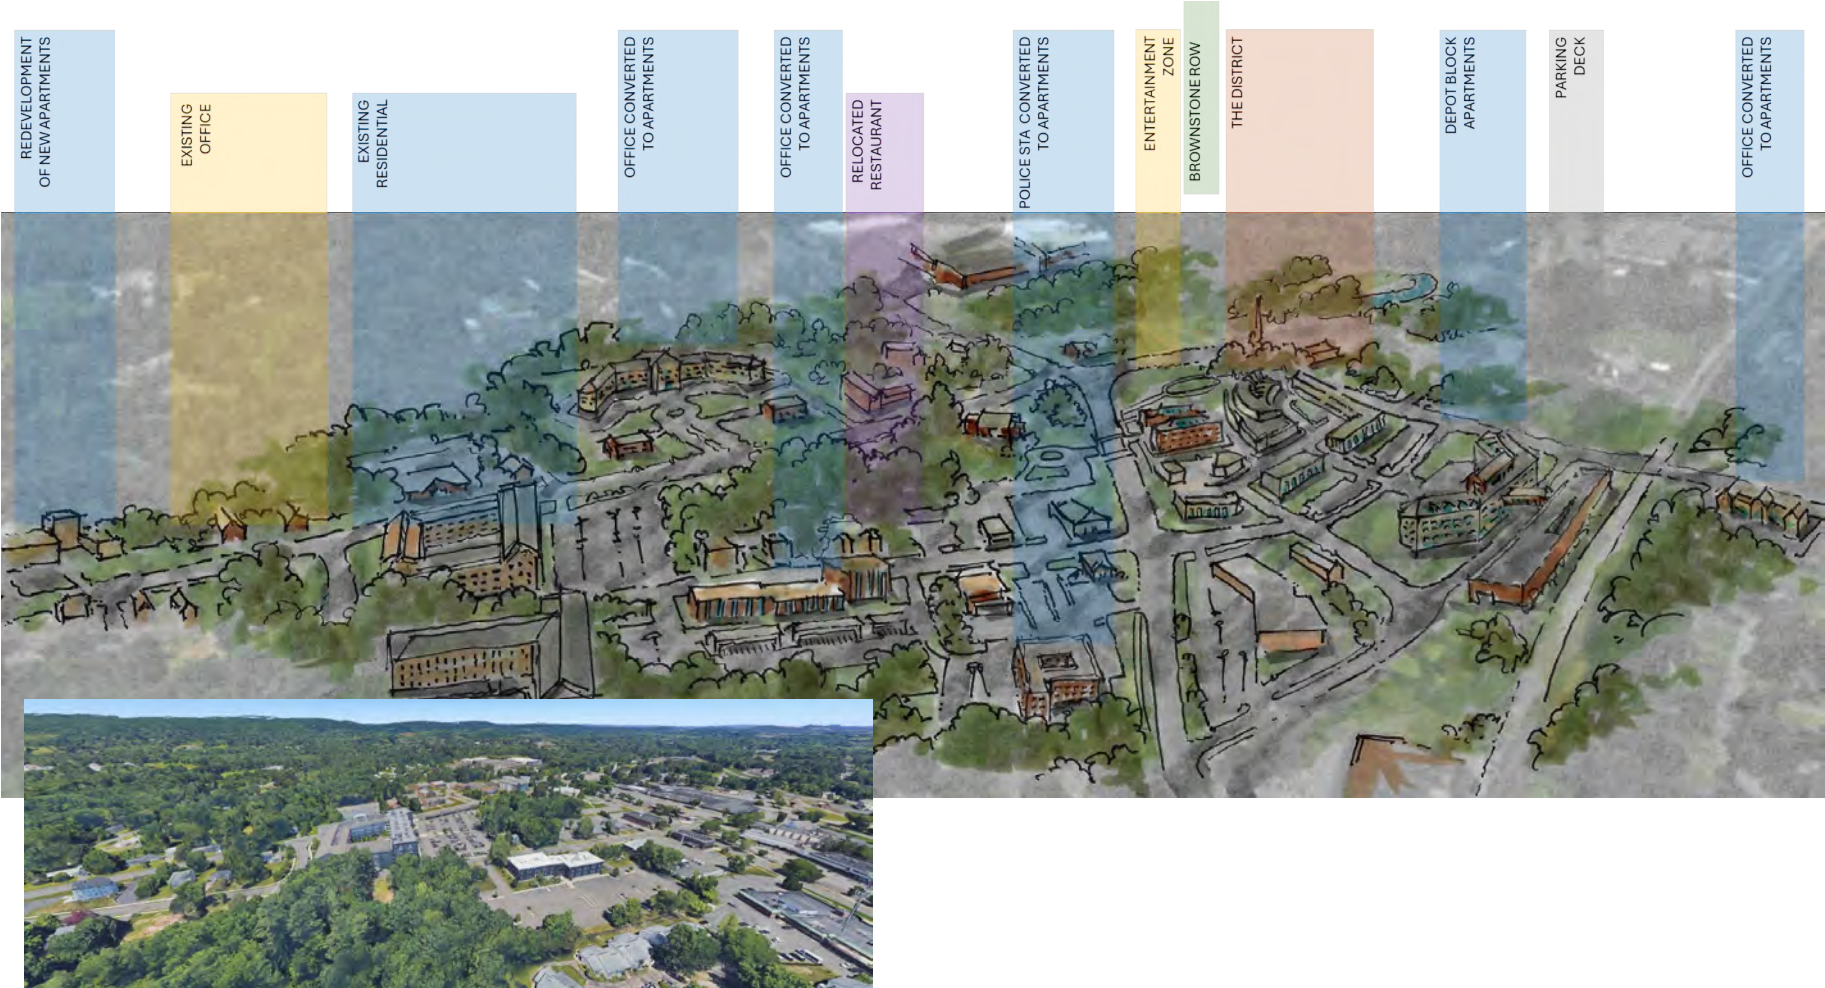 REDEVELOPMENT
OF NEW APARTMENTS
EXISTING
OFFICE
EXISTING
RESIDENTIAL
OFFICE CONVERTED
TO APARTMENTS
OFFICE CONVERTED
TO APARTMENTS
RELOCATED
RESTAURANT
POLICE STA CONVERTED
TO APARTMENTS
ENTERTAINMENT
ZONE
BROWNSTONE ROW
THE DISTRICT
DEPOT BLOCK
APARTMENTS
PARKING
DECK
OFFICE CONVERTED
TO APARTMENTS